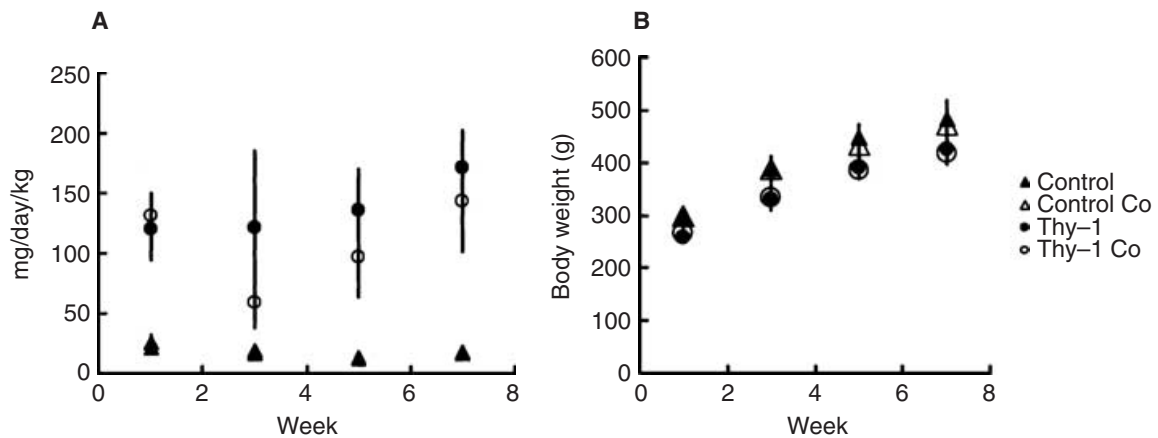 A
250
200
150
100
50
0
mg/day/kg
0 2 4 6 8
Week
B
600
500
400
300
200
100
0
Body weight (g)
0 2 4 6 8
Week
Control
Control Co
Thy–1
Thy–1 Co